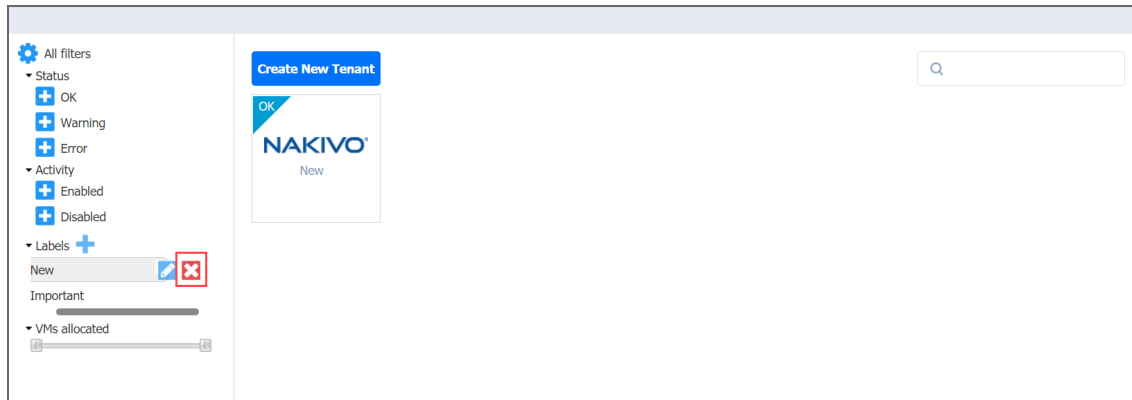 All filters
Status
OK
Warning
Error
Activity
Enabled
Disabled
Labels
New
Important
VMs allocated
Create New Tenant
OK
NAKIVO®
New